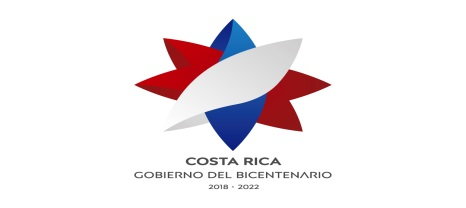 COSTA RICA
GOBIERNO DEL BICENTENARIO
2018 - 2022